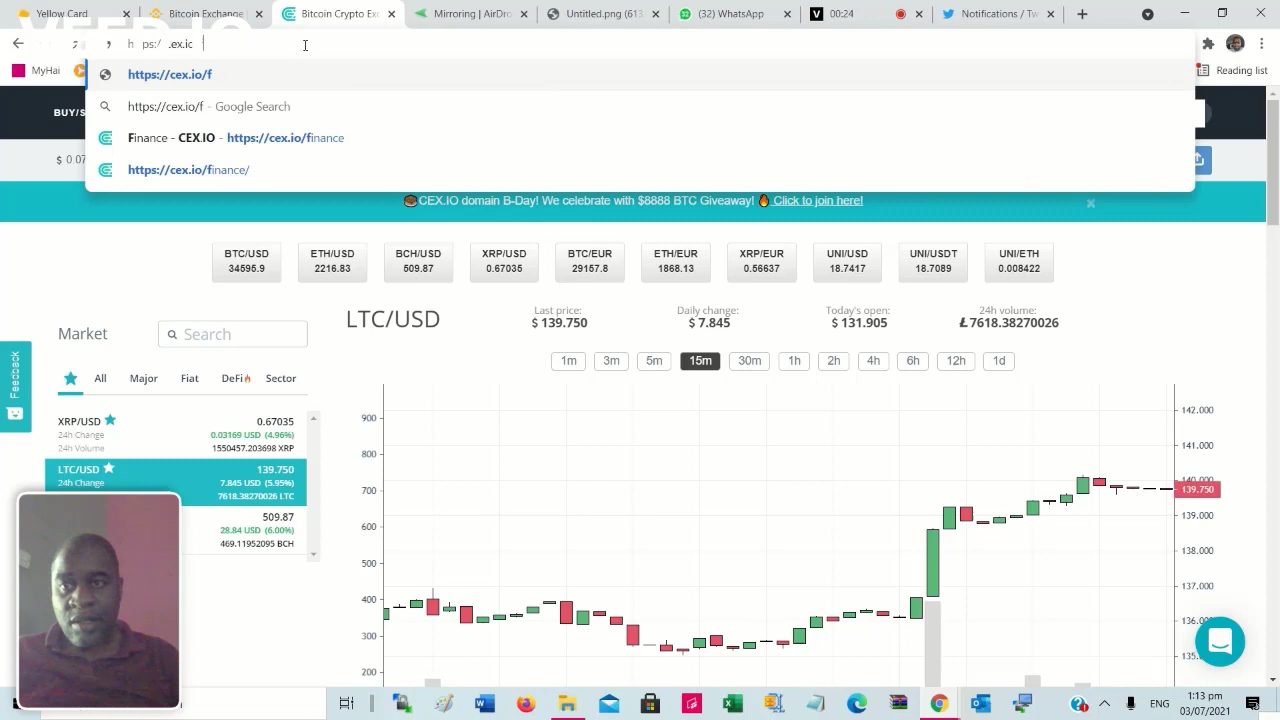 Bitcoin Crypto Ex
Mirroring | AirDro
Untitled.png (613
(32) WhatsApp
00:24
Notifications / Tw
.cex.io
https://cex.io/f
https://cex.io/f - Google Search
Finance - CEX.IO - https://cex.io/finance
https://cex.io/finance/
MyHai
Reading list
BUY/S
$ 0.07
CEX.IO domain B-Day! We celebrate with $8888 BTC Giveaway! 🔥 Click to join here!
BTC/USD ETH/USD BCH/USD XRP/USD BTC/EUR ETH/EUR XRP/EUR UNI/USD UNI/USDT UNI/ETH
34595.9 2216.83 509.87 0.67035 29157.8 1868.13 0.56637 18.7417 18.7089 0.008422
Market
Search
All Major Fiat DeFi Sector
XRP/USD 0.67035
24h Change 0.03169 USD (4.96%)
24h Volume 1550457.203698 XRP
LTC/USD 139.750
24h Change 7.845 USD (5.95%)
7618.38270026 LTC
509.87
28.84 USD (6.00%)
469.11952095 BCH
Feedback
LTC/USD
Last price: Daily change: Today's open: 24h volume:
$ 139.750 $ 7.845 $ 131.905 Ł 7618.38270026
1m 3m 5m 15m 30m 1h 2h 4h 6h 12h 1d
900
800
700
600
500
400
300
200
142.000
141.000
139.750
139.000
138.000
137.000
136.
135.
ENG
1:13 pm
03/07/2021